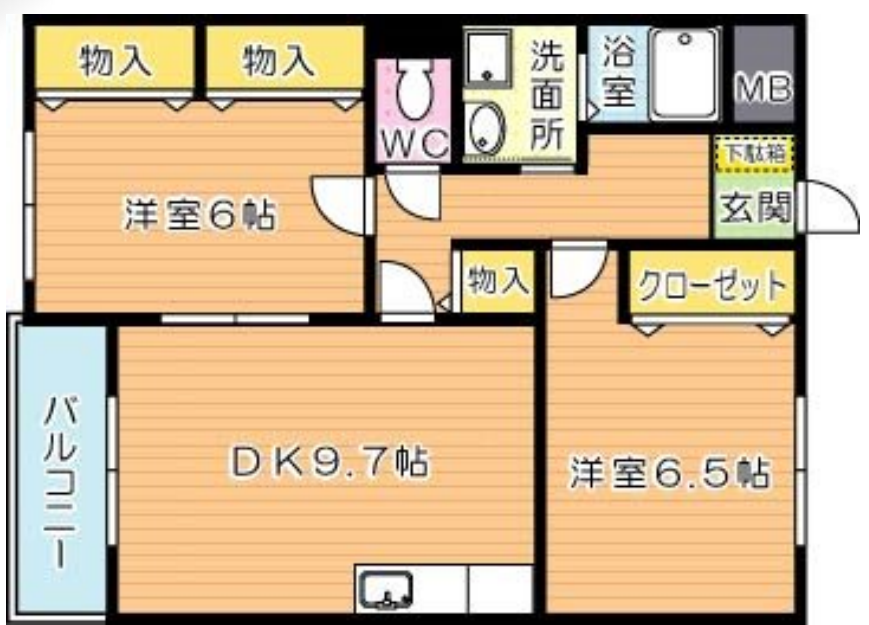 物入
物入
WC
洗面所
浴室
MB
下駄箱
玄関
洋室6帖
物入
クローゼット
バルコニー
DK9.7帖
洋室6.5帖